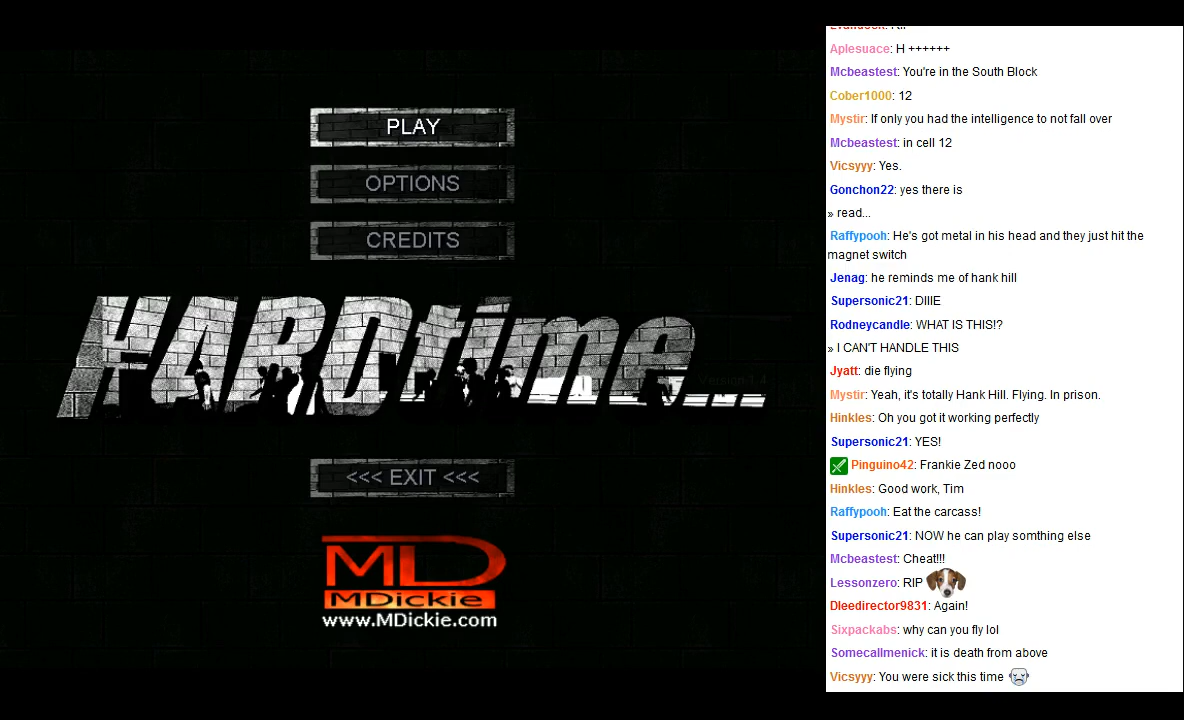 PLAY
OPTIONS
CREDITS
HARDtime...
Version 1.4
<<< EXIT <<<
MD
MDickie
www.MDickie.com
Aplesuace: H ++++++
Mcbeastest: You're in the South Block
Cober1000: 12
Mystir: If only you had the intelligence to not fall over
Mcbeastest: in cell 12
Vicsyyy: Yes.
Gonchon22: yes there is
» read...
Raffypooh: He's got metal in his head and they just hit the
magnet switch
Jenag: he reminds me of hank hill
Supersonic21: DIIIE
Rodneycandle: WHAT IS THIS!?
» I CAN'T HANDLE THIS
Jyatt: die flying
Mystir: Yeah, it's totally Hank Hill. Flying. In prison.
Hinkles: Oh you got it working perfectly
Supersonic21: YES!
Pinguino42: Frankie Zed nooo
Hinkles: Good work, Tim
Raffypooh: Eat the carcass!
Supersonic21: NOW he can play somthing else
Mcbeastest: Cheat!!!
Lessonzero: RIP
Dleedirector9831: Again!
Sixpackabs: why can you fly lol
Somecallmenick: it is death from above
Vicsyyy: You were sick this time